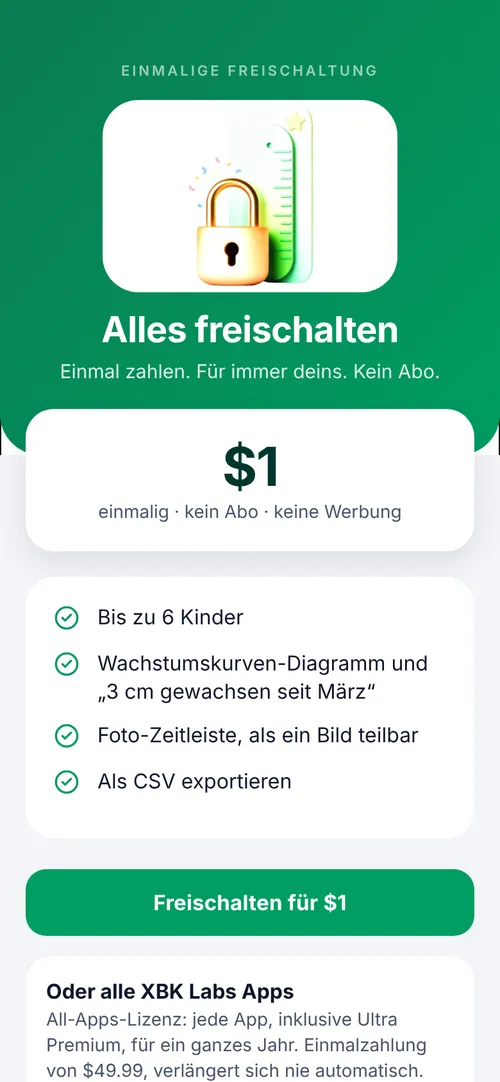 EINMALIGE FREISCHALTUNG
Alles freischalten
Einmal zahlen. Für immer deins. Kein Abo.
$1
einmalig · kein Abo · keine Werbung
Bis zu 6 Kinder
Wachstumskurven-Diagramm und
„3 cm gewachsen seit März“
Foto-Zeitleiste, als ein Bild teilbar
Als CSV exportieren
Freischalten für $1
Oder alle XBK Labs Apps
All-Apps-Lizenz: jede App, inklusive Ultra
Premium, für ein ganzes Jahr. Einmalzahlung
von $49.99, verlängert sich nie automatisch.